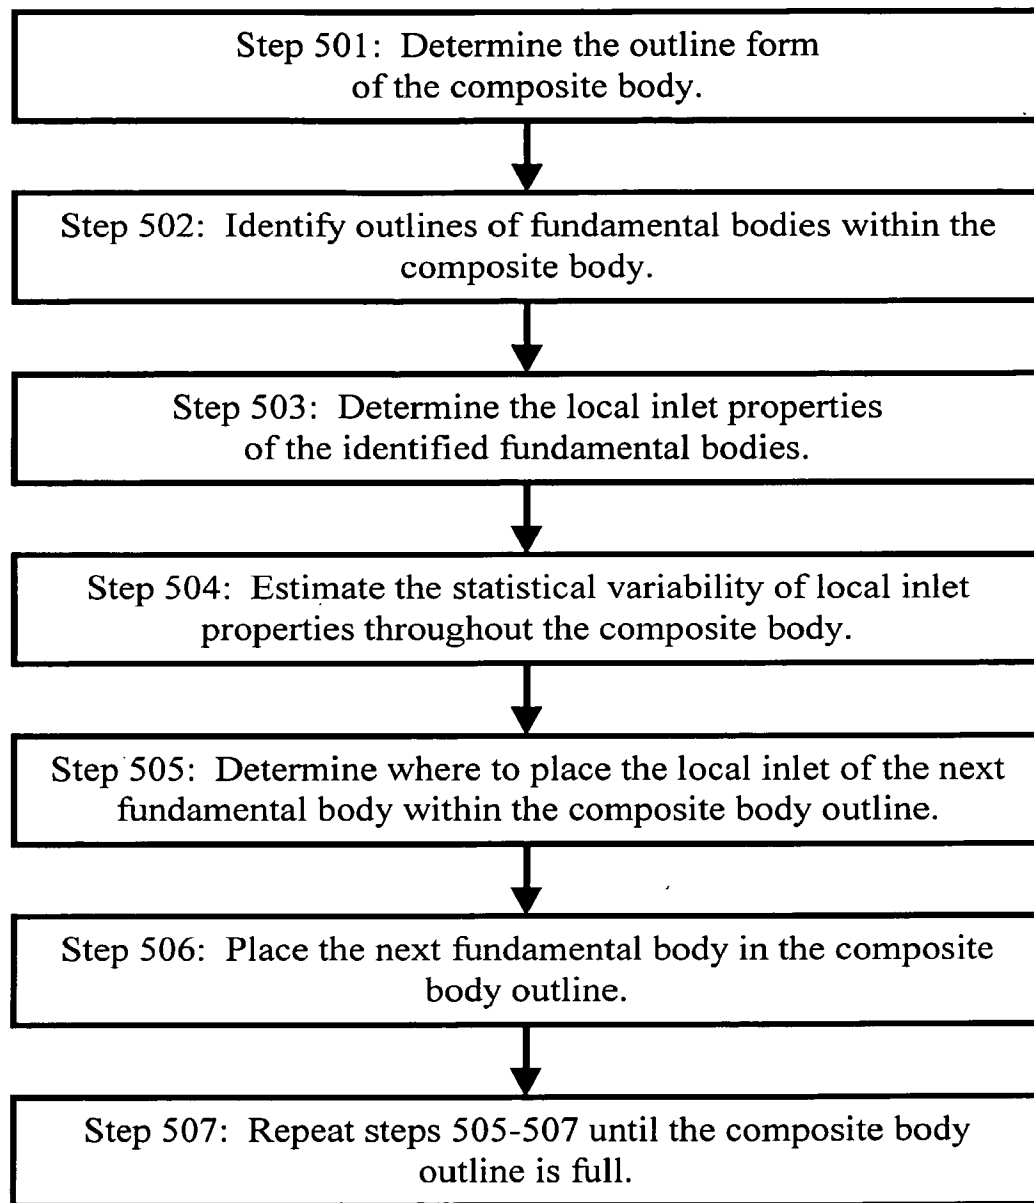 Step 501: Determine the outline form
of the composite body.
Step 502: Identify outlines of fundamental bodies within the
composite body.
Step 503: Determine the local inlet properties
of the identified fundamental bodies.
Step 504: Estimate the statistical variability of local inlet
properties throughout the composite body.
Step 505: Determine where to place the local inlet of the next
fundamental body within the composite body outline.
Step 506: Place the next fundamental body in the composite
body outline.
Step 507: Repeat steps 505-507 until the composite body
outline is full.